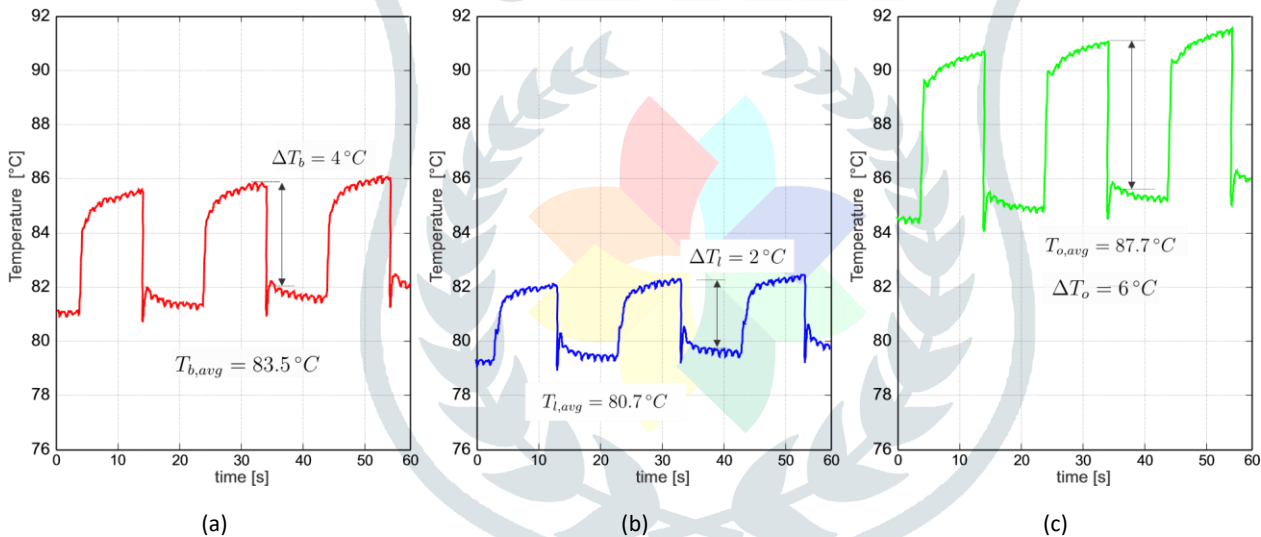 92
90
88
86
84
82
80
78
76
Temperature [°C]
ΔT_b = 4 °C
T_{b,avg} = 83.5 °C
0 10 20 30 40 50 60
time [s]
(a)
92
90
88
86
84
82
80
78
76
Temperature [°C]
ΔT_l = 2 °C
T_{l,avg} = 80.7 °C
0 10 20 30 40 50 60
time [s]
(b)
92
90
88
86
84
82
80
78
76
Temperature [°C]
T_{o,avg} = 87.7 °C
ΔT_o = 6 °C
0 10 20 30 40 50 60
time [s]
(c)